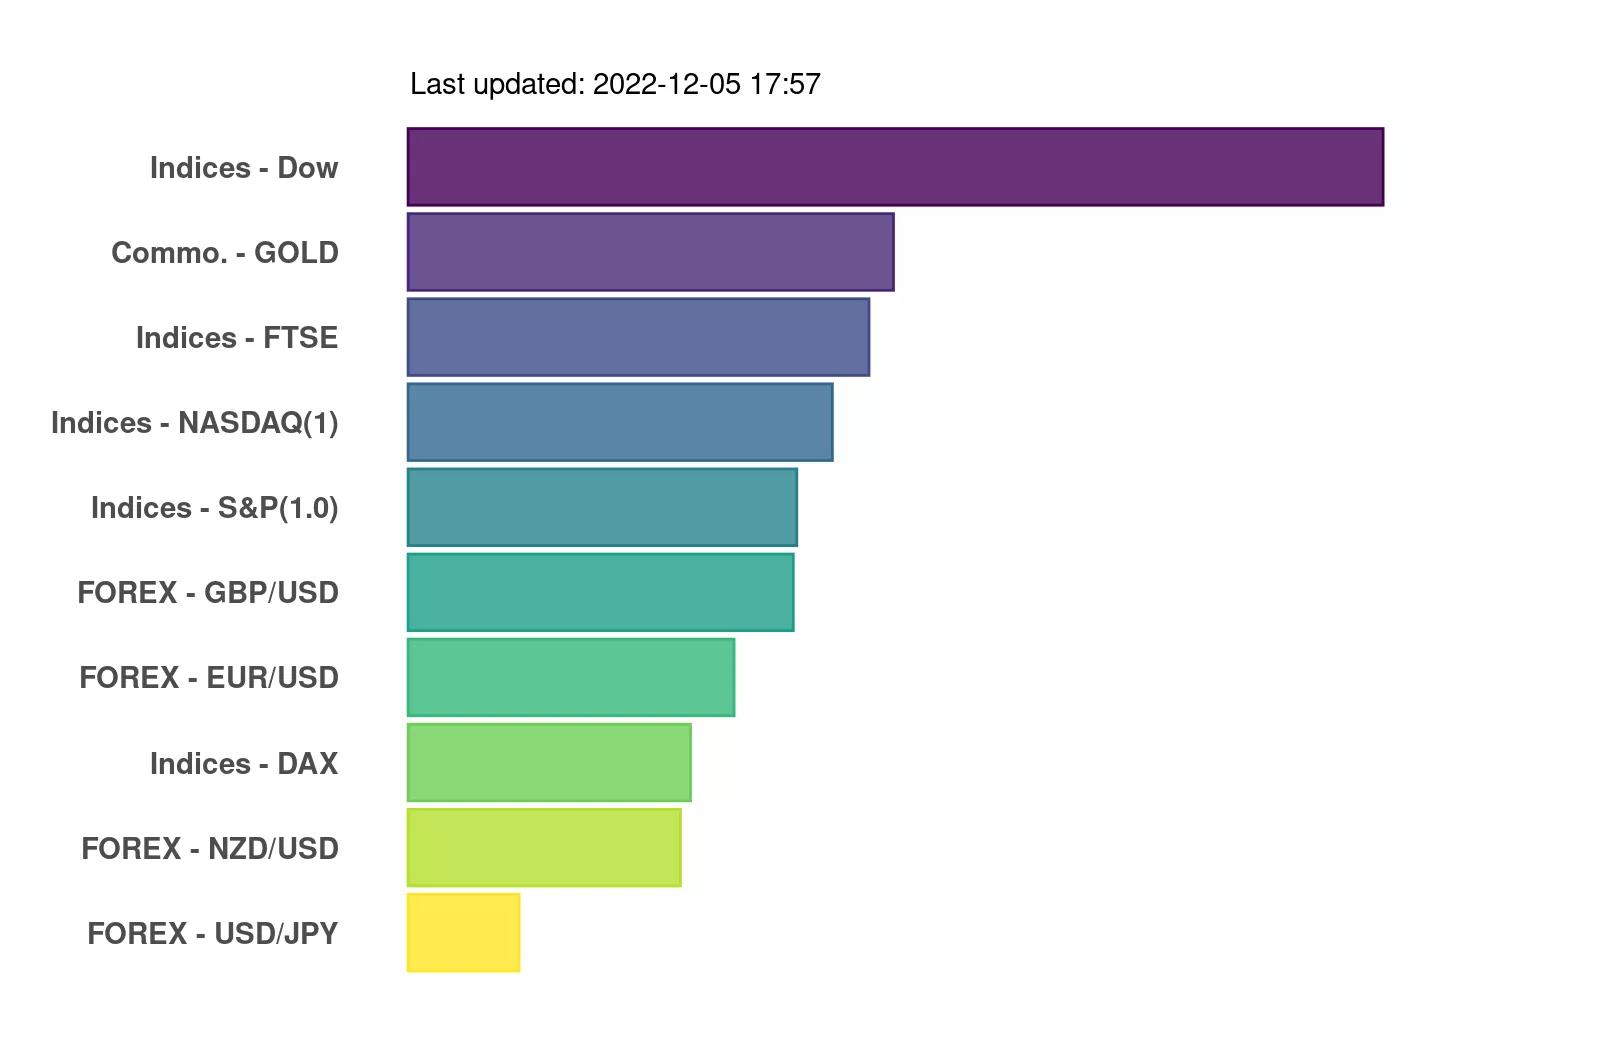 Last updated: 2022-12-05 17:57
Indices - Dow
Commo. - GOLD
Indices - FTSE
Indices - NASDAQ(1)
Indices - S&P(1.0)
FOREX - GBP/USD
FOREX - EUR/USD
Indices - DAX
FOREX - NZD/USD
FOREX - USD/JPY